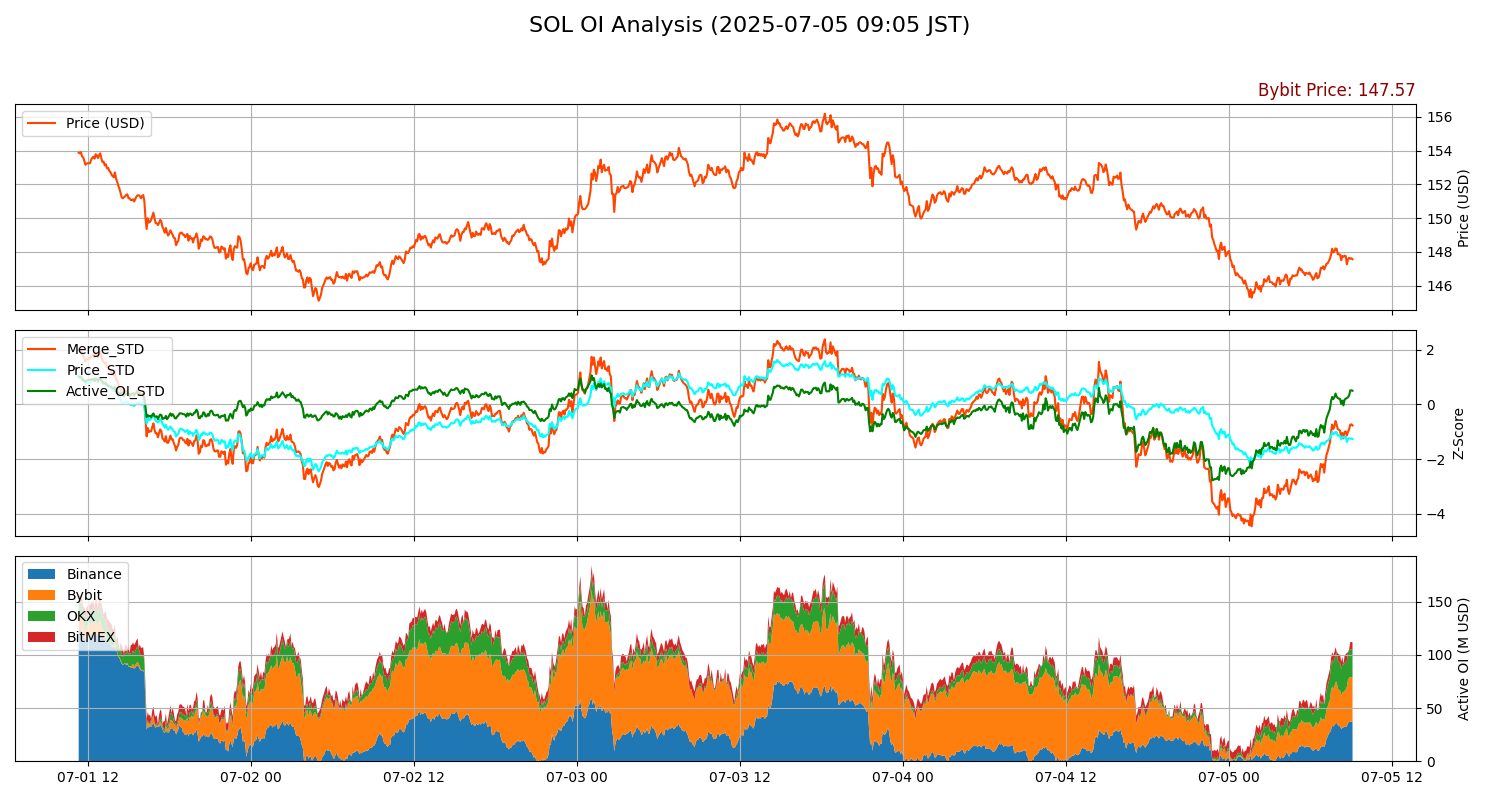 SOL OI Analysis (2025-07-05 09:05 JST)
Bybit Price: 147.57
Price (USD)
156
154
152
150
148
146
Price (USD)
Merge_STD
Price_STD
Active_OI_STD
2
0
−2
−4
Z-Score
Binance
Bybit
OKX
BitMEX
150
100
50
0
Active OI (M USD)
07-01 12
07-02 00
07-02 12
07-03 00
07-03 12
07-04 00
07-04 12
07-05 00
07-05 12